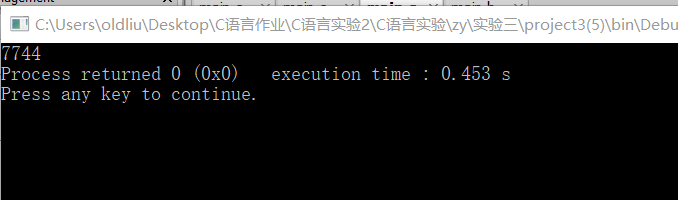 C:\Users\oldliu\Desktop\C语言作业\C语言实验2\C语言实验\zy\实验三\project3(5)\bin\Debu
7744
Process returned 0 (0x0)   execution time : 0.453 s
Press any key to continue.